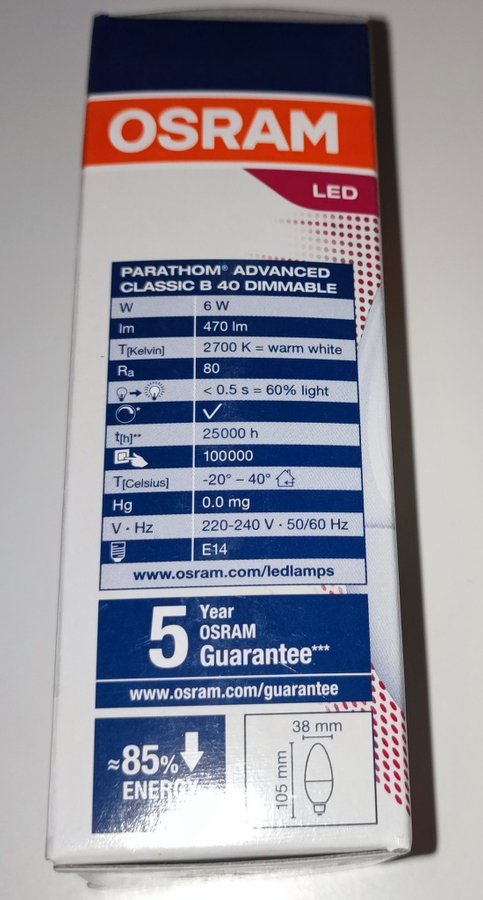 OSRAM
LED
PARATHOM® ADVANCED
CLASSIC B 40 DIMMABLE
W 6 W
lm 470 lm
T[Kelvin] 2700 K = warm white
Ra 80
< 0.5 s = 60% light
* ✓
t[h]** 25000 h
100000
T[Celsius] -20° – 40°
Hg 0.0 mg
V · Hz 220-240 V · 50/60 Hz
E14
www.osram.com/ledlamps
5 Year
OSRAM
Guarantee***
www.osram.com/guarantee
≈85%
ENERGY
38 mm
105 mm